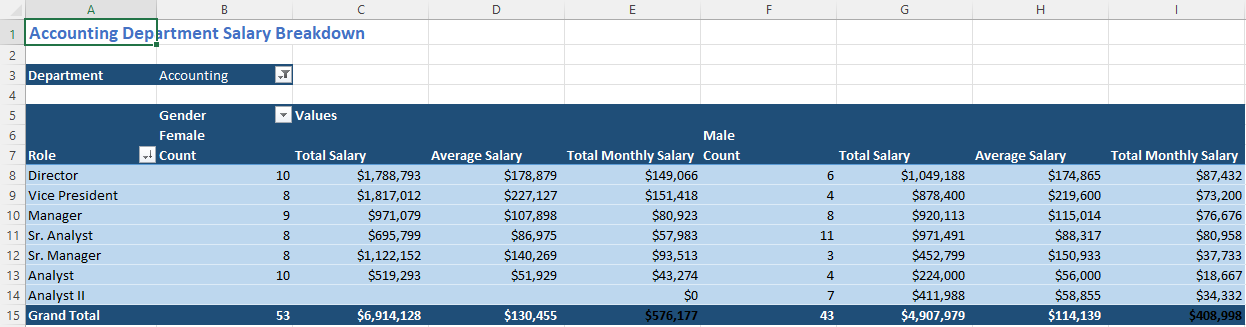 A B C D E F G H I
1 Accounting Department Salary Breakdown
2
3 Department Accounting
4
5 Gender Values
6 Female Male
7 Role Count Total Salary Average Salary Total Monthly Salary Count Total Salary Average Salary Total Monthly Salary
8 Director 10 $1,788,793 $178,879 $149,066 6 $1,049,188 $174,865 $87,432
9 Vice President 8 $1,817,012 $227,127 $151,418 4 $878,400 $219,600 $73,200
10 Manager 9 $971,079 $107,898 $80,923 8 $920,113 $115,014 $76,676
11 Sr. Analyst 8 $695,799 $86,975 $57,983 11 $971,491 $88,317 $80,958
12 Sr. Manager 8 $1,122,152 $140,269 $93,513 3 $452,799 $150,933 $37,733
13 Analyst 10 $519,293 $51,929 $43,274 4 $224,000 $56,000 $18,667
14 Analyst II $0 7 $411,988 $58,855 $34,332
15 Grand Total 53 $6,914,128 $130,455 $576,177 43 $4,907,979 $114,139 $408,998